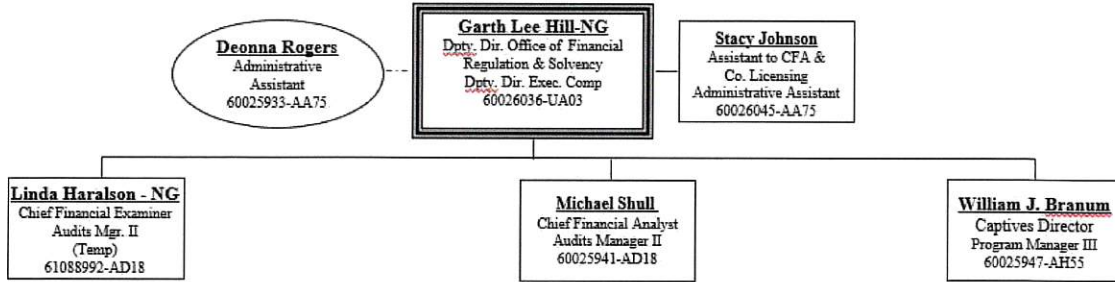 Deonna Rogers
Administrative
Assistant
60025933-AA75
Garth Lee Hill-NG
Dpty. Dir. Office of Financial
Regulation & Solvency
Dpty. Dir. Exec. Comp
60026036-UA03
Stacy Johnson
Assistant to CFA &
Co. Licensing
Administrative Assistant
60026045-AA75
Linda Haralson - NG
Chief Financial Examiner
Audits Mgr. II
(Temp)
61088992-AD18
Michael Shull
Chief Financial Analyst
Audits Manager II
60025941-AD18
William J. Branum
Captives Director
Program Manager III
60025947-AH55